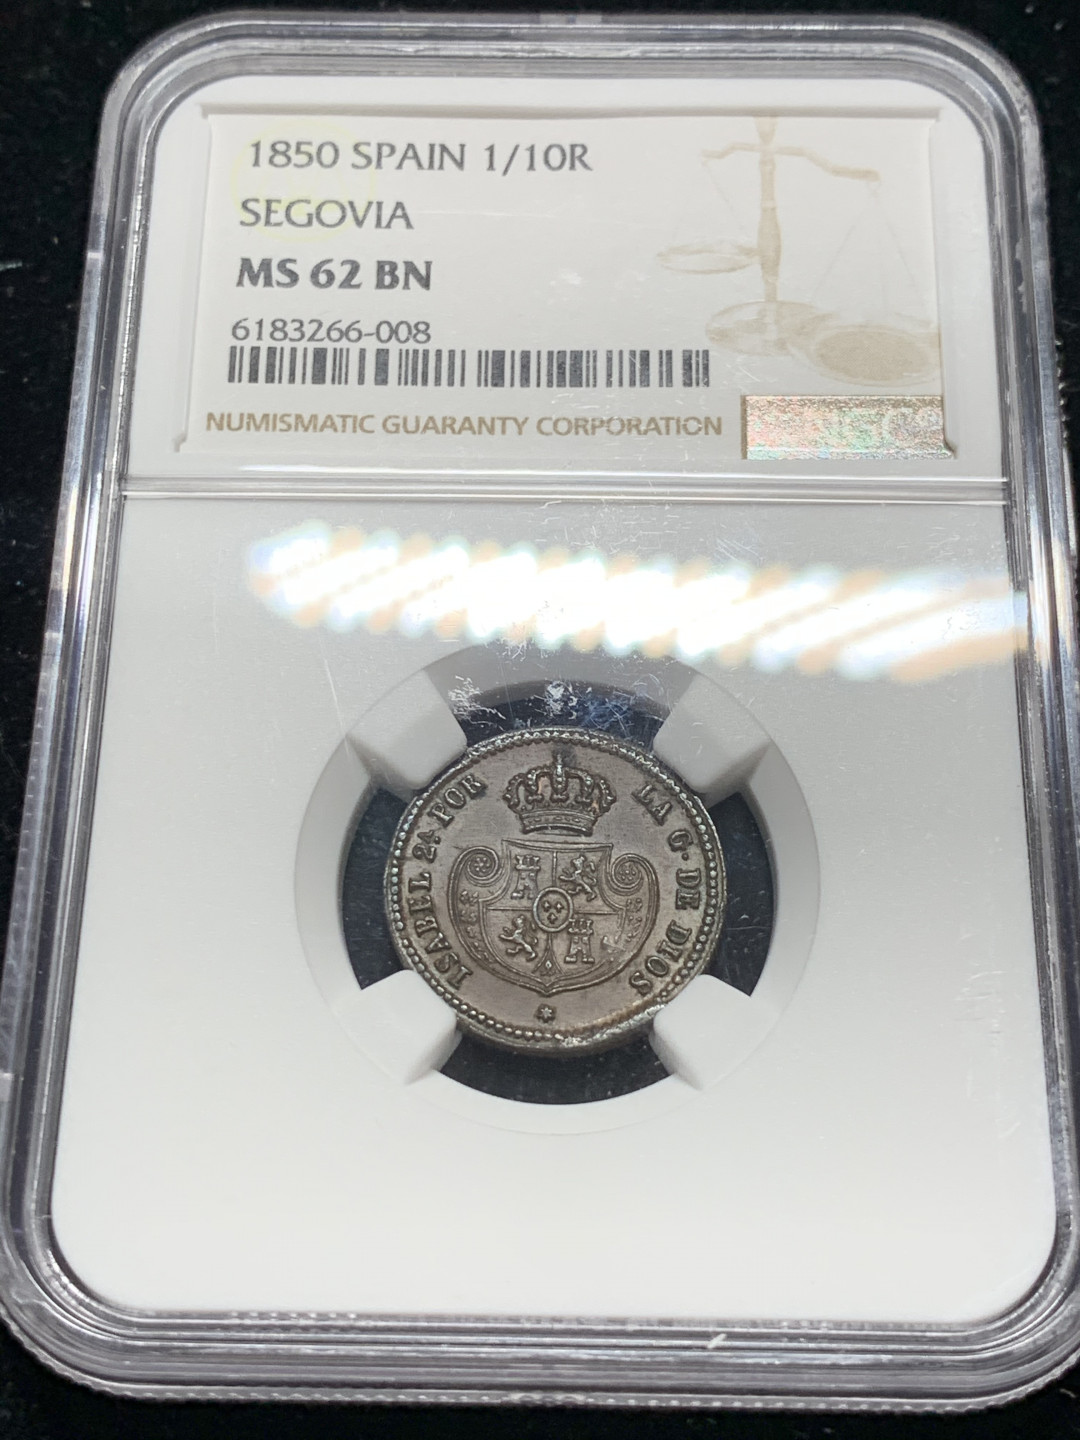 1850 SPAIN 1/10R
SEGOVIA
MS 62 BN
6183266-008
NUMISMATIC GUARANTY CORPORATION
ISABEL 2ª POR LA G. DE DIOS